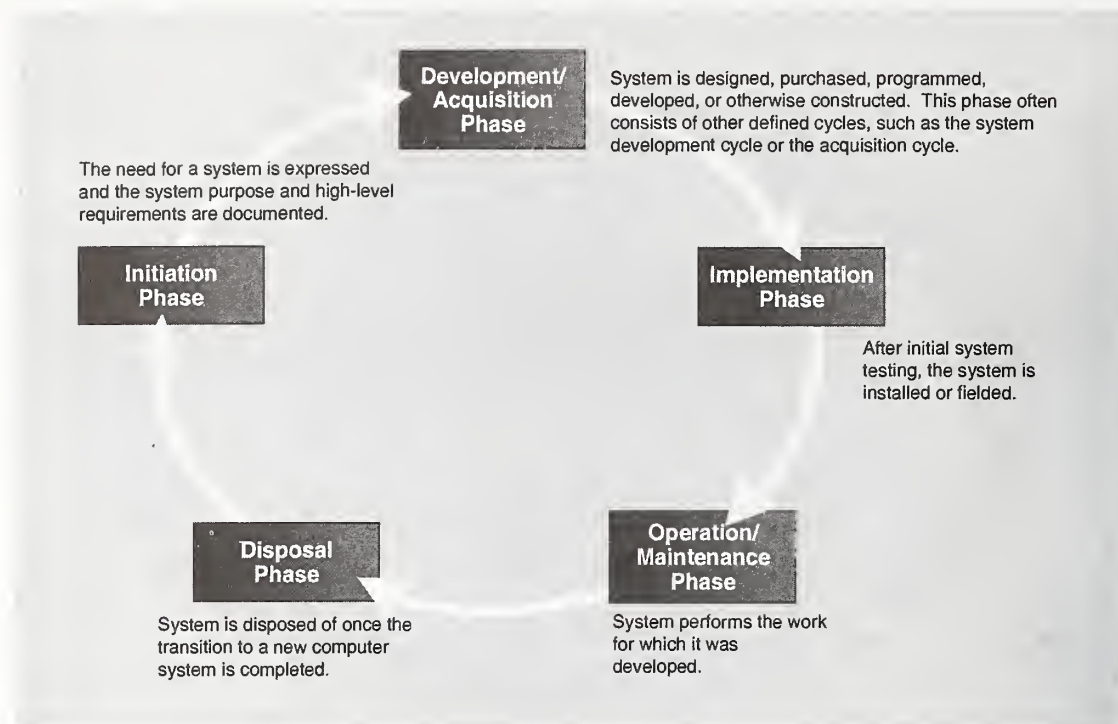 Development/
Acquisition
Phase
System is designed, purchased, programmed,
developed, or otherwise constructed. This phase often
consists of other defined cycles, such as the system
development cycle or the acquisition cycle.
The need for a system is expressed
and the system purpose and high-level
requirements are documented.
Initiation
Phase
Implementation
Phase
After initial system
testing, the system is
installed or fielded.
Operation/
Maintenance
Phase
System performs the work
for which it was
developed.
Disposal
Phase
System is disposed of once the
transition to a new computer
system is completed.